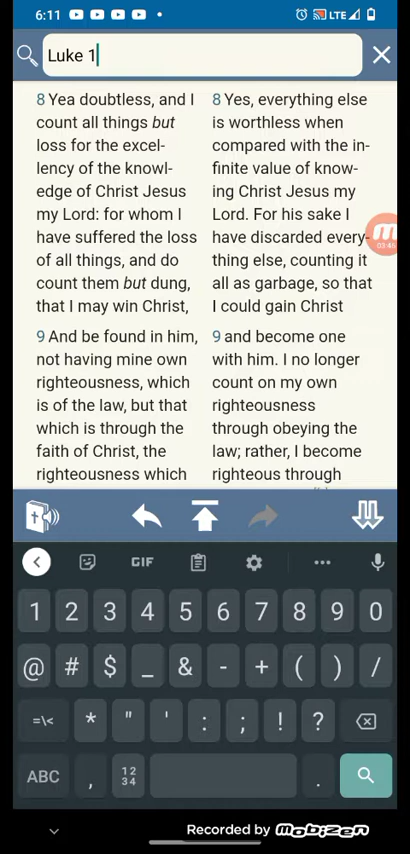 6:11 LTE
Luke 1
8 Yea doubtless, and I
count all things but
loss for the excel-
lency of the knowl-
edge of Christ Jesus
my Lord: for whom I
have suffered the loss
of all things, and do
count them but dung,
that I may win Christ,
9 And be found in him,
not having mine own
righteousness, which
is of the law, but that
which is through the
faith of Christ, the
righteousness which
8 Yes, everything else
is worthless when
compared with the in-
finite value of know-
ing Christ Jesus my
Lord. For his sake I
have discarded every-
thing else, counting it
all as garbage, so that
I could gain Christ
9 and become one
with him. I no longer
count on my own
righteousness
through obeying the
law; rather, I become
righteous through
03:46
GIF
1 2 3 4 5 6 7 8 9 0
@ # $ _ & - + ( ) /
=\< * " ' : ; ! ?
ABC , 12 34 .
Recorded by Mobizen